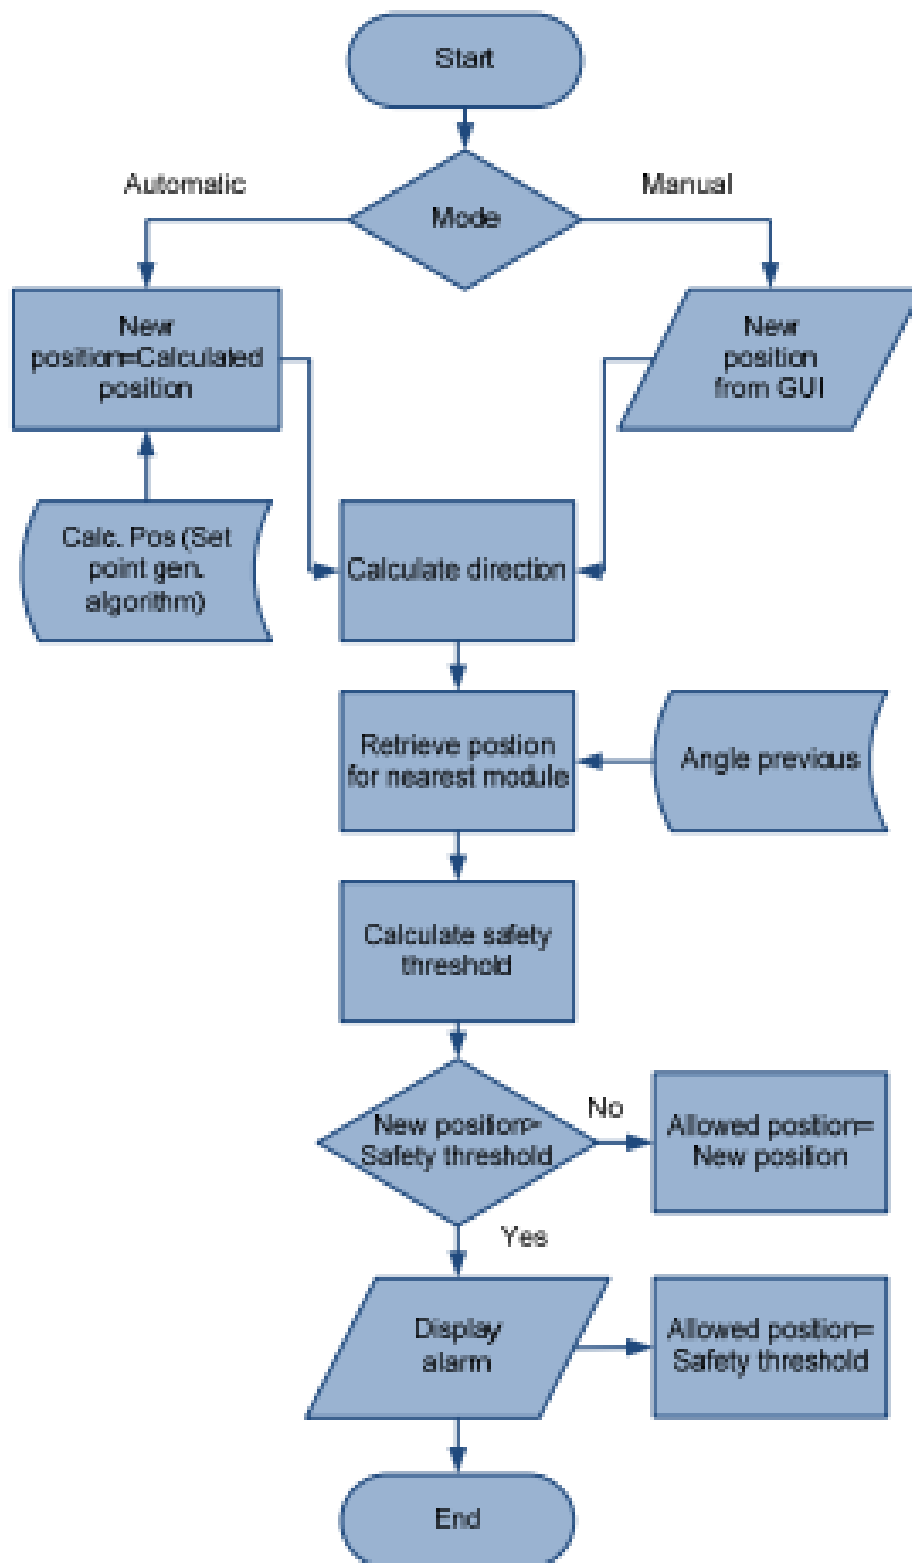 Start
Automatic
Manual
Mode
New
position=Calculated
position
New
position
from GUI
Calc. Pos (Set
point gen.
algorithm)
Calculate direction
Retrieve postion
for nearest module
Angle previous
Calculate safety
threshold
New position=
Safety threshold
No
Allowed position=
New position
Yes
Display
alarm
Allowed position=
Safety threshold
End